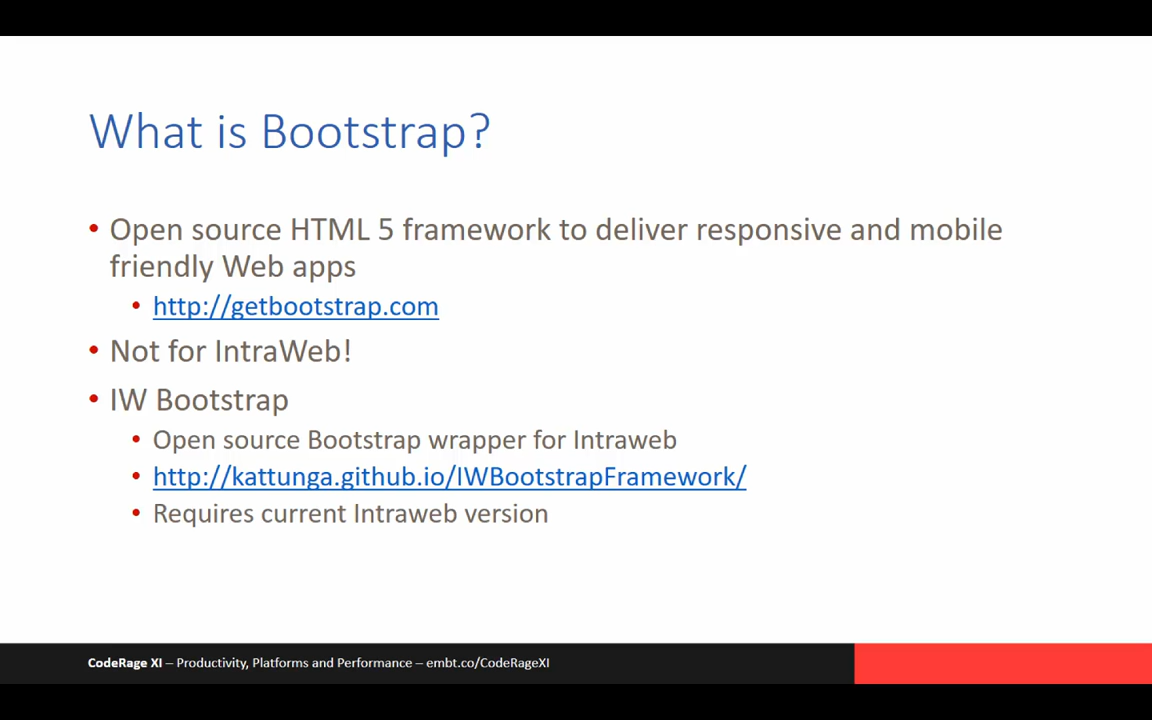 What is Bootstrap?
• Open source HTML 5 framework to deliver responsive and mobile
friendly Web apps
• http://getbootstrap.com
• Not for IntraWeb!
• IW Bootstrap
• Open source Bootstrap wrapper for Intraweb
• http://kattunga.github.io/IWBootstrapFramework/
• Requires current Intraweb version
CodeRage XI – Productivity, Platforms and Performance – embt.co/CodeRageXI